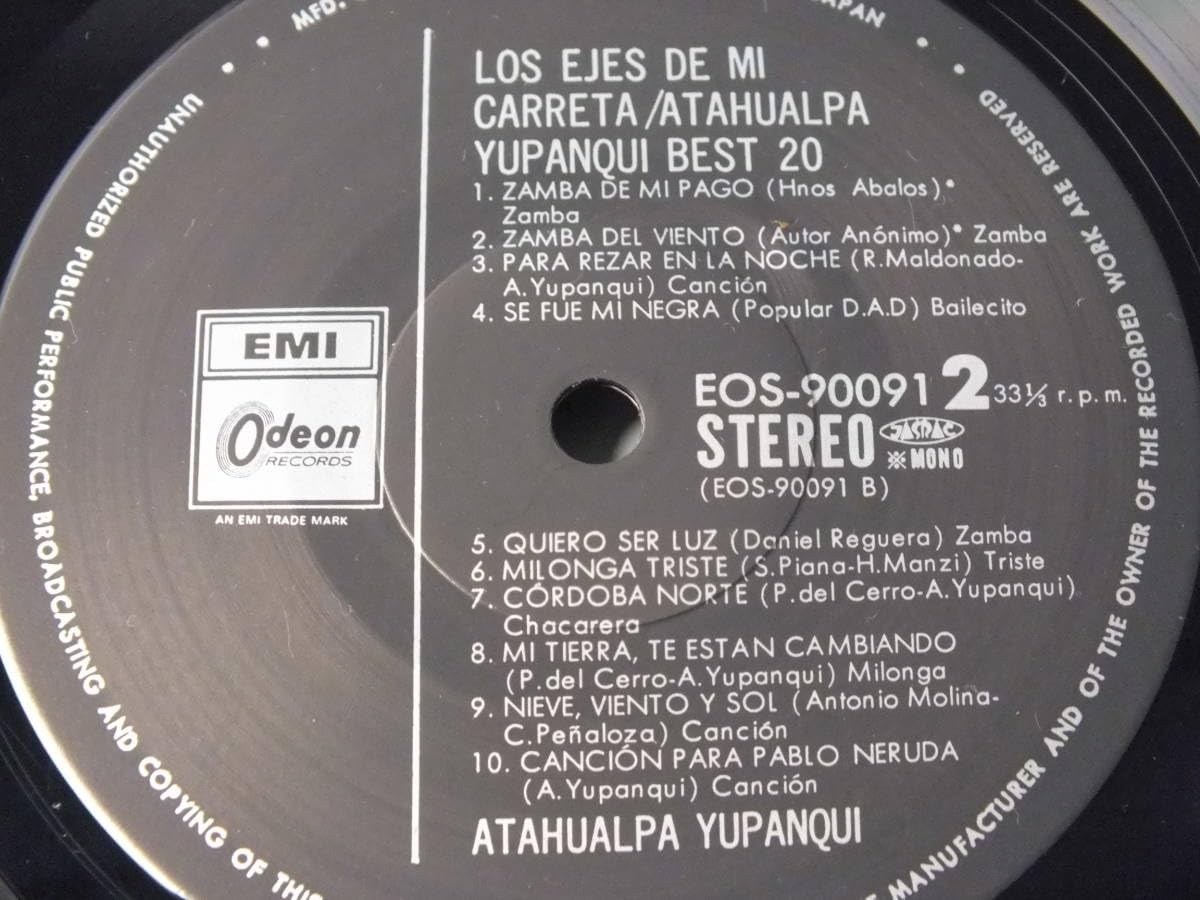 LOS EJES DE MI
CARRETA/ATAHUALPA
YUPANQUI BEST 20
1. ZAMBA DE MI PAGO (Hnos Abalos)*
Zamba
2. ZAMBA DEL VIENTO (Autor Anónimo)* Zamba
3. PARA REZAR EN LA NOCHE (R.Maldonado-
A.Yupanqui) Canción
4. SE FUE MI NEGRA (Popular D.A.D) Bailecito
EMI
Odeon
RECORDS
AN EMI TRADE MARK
EOS-90091 2 33⅓ r.p.m.
STEREO JASRAC
※MONO
(EOS-90091 B)
5. QUIERO SER LUZ (Daniel Reguera) Zamba
6. MILONGA TRISTE (S.Piana-H.Manzi) Triste
7. CÓRDOBA NORTE (P.del Cerro-A.Yupanqui)
Chacarera
8. MI TIERRA, TE ESTAN CAMBIANDO
(P.del Cerro-A.Yupanqui) Milonga
9. NIEVE, VIENTO Y SOL (Antonio Molina-
C.Peñaloza) Canción
10. CANCIÓN PARA PABLO NERUDA
(A.Yupanqui) Canción
ATAHUALPA YUPANQUI
MFD.
JAPAN
MANUFACTURER AND OF THE OWNER OF THE RECORDED WORK ARE RESERVED
UNAUTHORIZED PUBLIC PERFORMANCE, BROADCASTING AND COPYING OF THIS